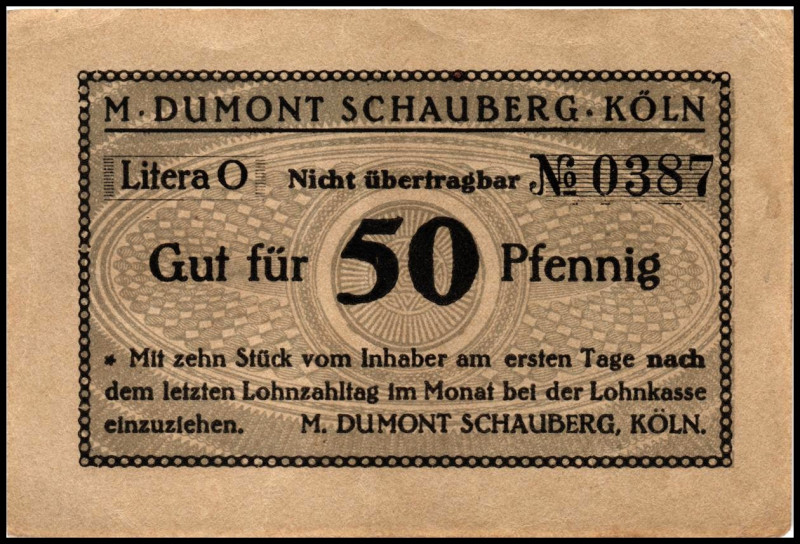 M · DUMONT SCHAUBERG · KÖLN
Litera O Nicht übertragbar № 0387
Gut für 50 Pfennig
* Mit zehn Stück vom Inhaber am ersten Tage nach
dem letzten Lohnzahltag im Monat bei der Lohnkasse
einzuziehen. M. DUMONT SCHAUBERG, KÖLN.